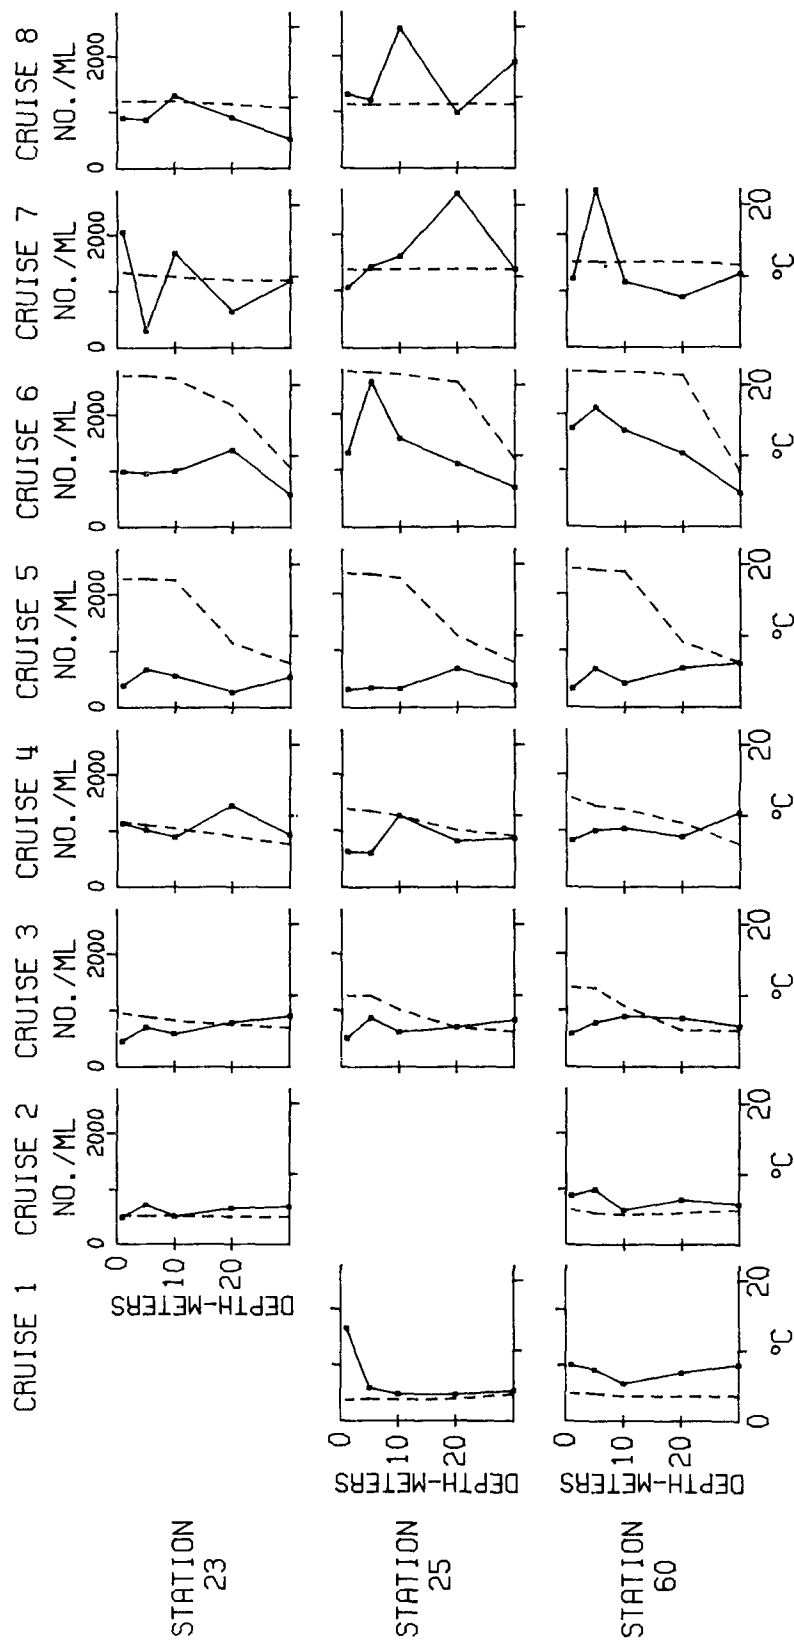 CRUISE 1 CRUISE 2 CRUISE 3 CRUISE 4 CRUISE 5 CRUISE 6 CRUISE 7 CRUISE 8
NO./ML NO./ML NO./ML NO./ML NO./ML NO./ML NO./ML
0 2000 0 2000 0 2000 0 2000 0 2000 0 2000 0 2000
STATION
23
0
10
20
DEPTH-METERS
STATION
25
0
10
20
DEPTH-METERS
STATION
60
0
10
20
DEPTH-METERS
0 20 20 20 20 20 20 20
°C °C °C °C °C °C °C